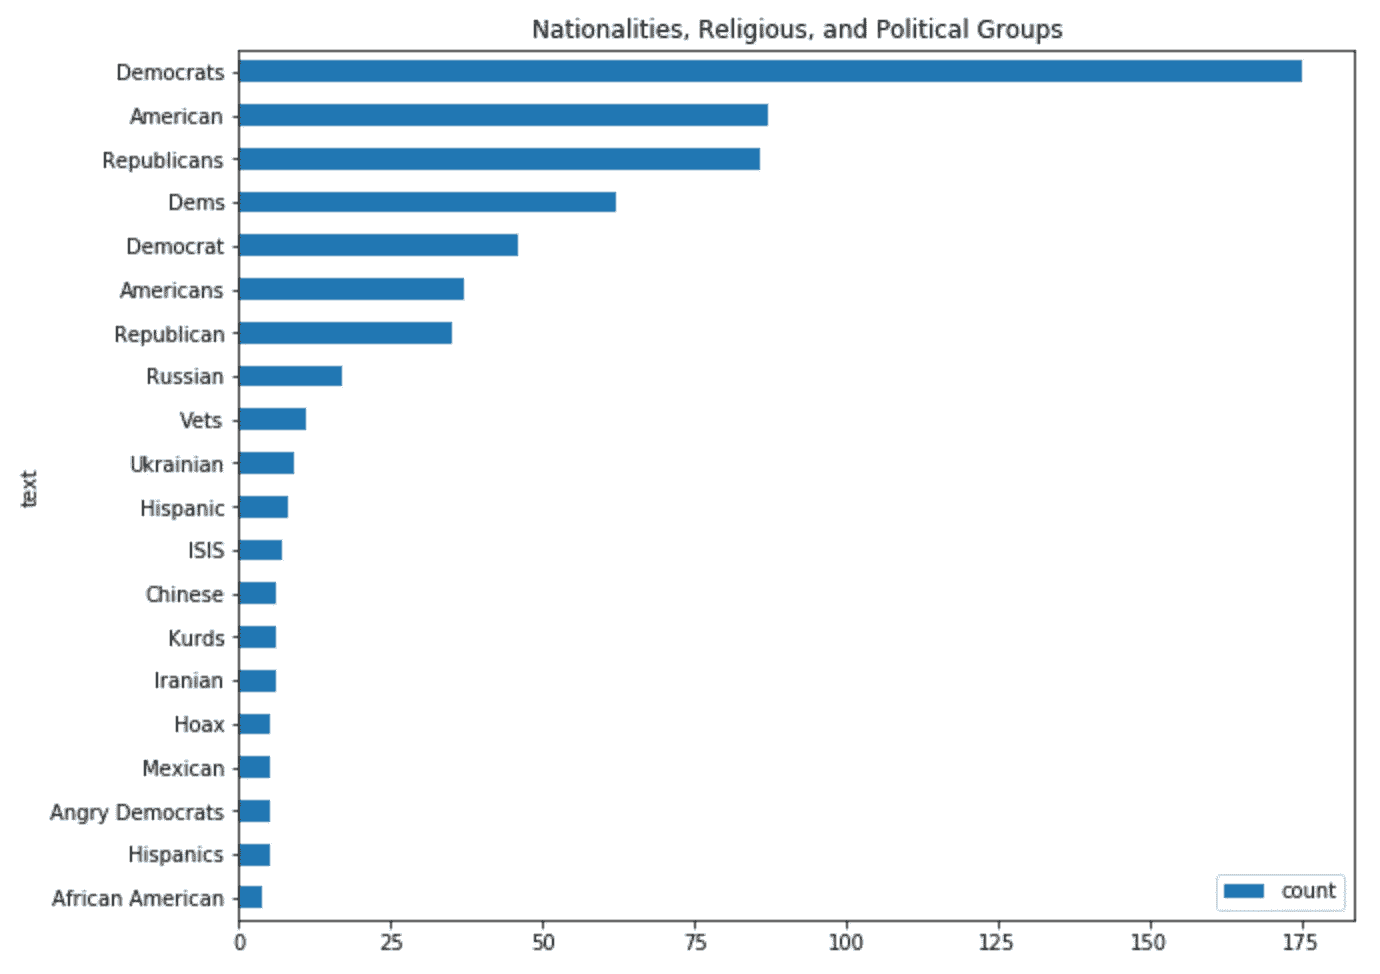 Nationalities, Religious, and Political Groups
Democrats
American
Republicans
Dems
Democrat
Americans
Republican
Russian
Vets
Ukrainian
Hispanic
ISIS
Chinese
Kurds
Iranian
Hoax
Mexican
Angry Democrats
Hispanics
African American
text
count
0 25 50 75 100 125 150 175